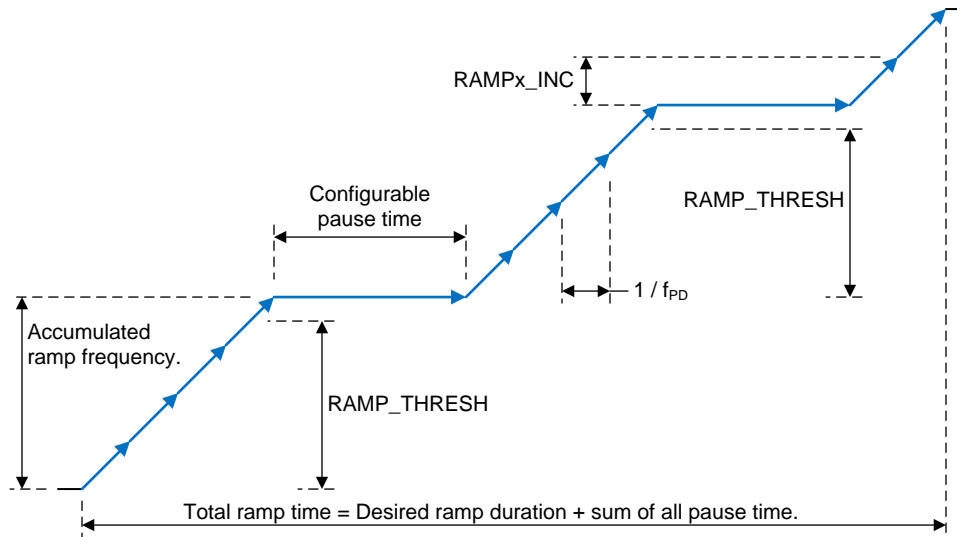 RAMPx_INC
RAMP_THRESH
Configurable
pause time
1 / fPD
Accumulated
ramp frequency.
RAMP_THRESH
Total ramp time = Desired ramp duration + sum of all pause time.